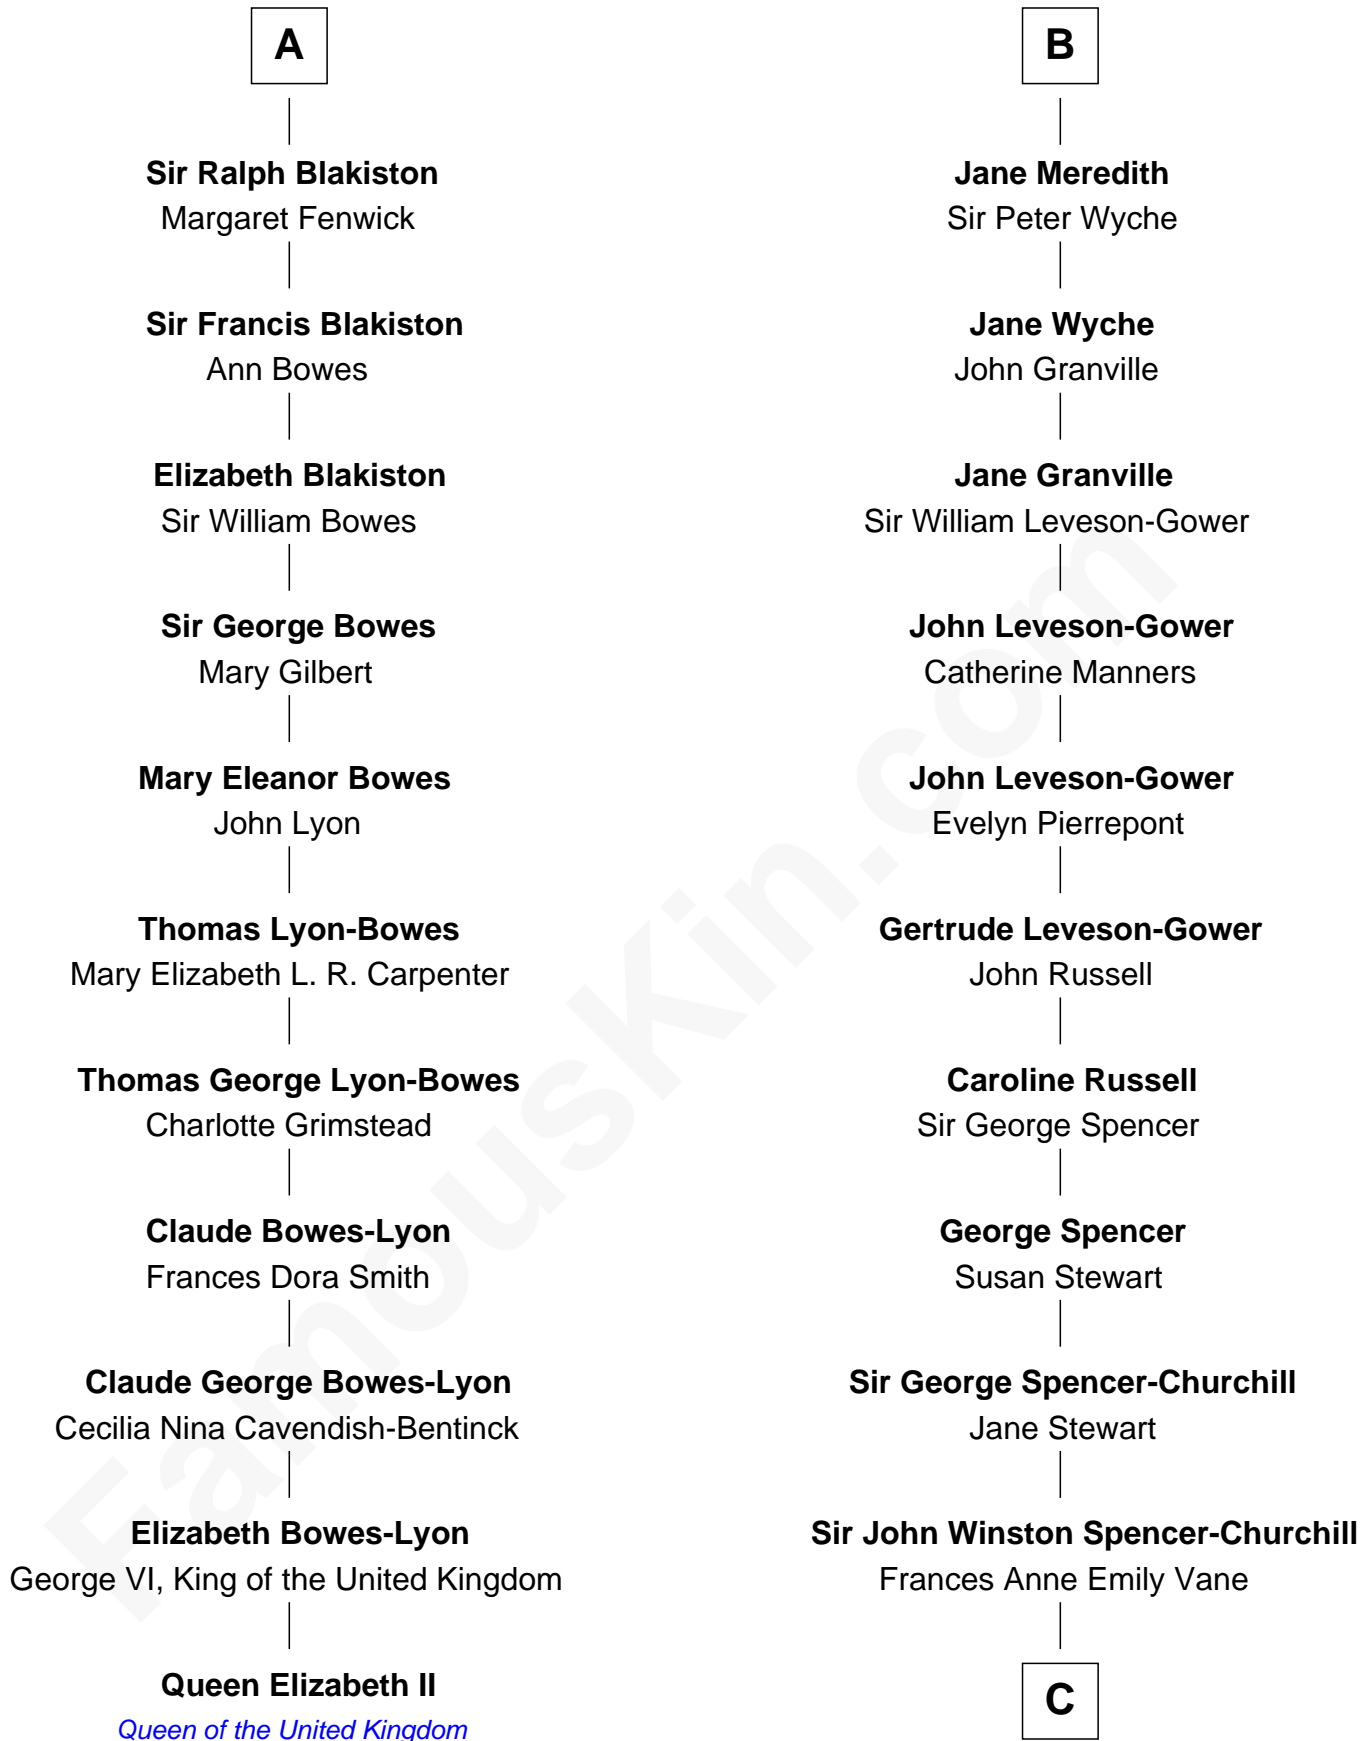 A
Sir Ralph Blakiston
Margaret Fenwick
Sir Francis Blakiston
Ann Bowes
Elizabeth Blakiston
Sir William Bowes
Sir George Bowes
Mary Gilbert
Mary Eleanor Bowes
John Lyon
Thomas Lyon-Bowes
Mary Elizabeth L. R. Carpenter
Thomas George Lyon-Bowes
Charlotte Grimstead
Claude Bowes-Lyon
Frances Dora Smith
Claude George Bowes-Lyon
Cecilia Nina Cavendish-Bentinck
Elizabeth Bowes-Lyon
George VI, King of the United Kingdom
Queen Elizabeth II
Queen of the United Kingdom
B
Jane Meredith
Sir Peter Wyche
Jane Wyche
John Granville
Jane Granville
Sir William Leveson-Gower
John Leveson-Gower
Catherine Manners
John Leveson-Gower
Evelyn Pierrepont
Gertrude Leveson-Gower
John Russell
Caroline Russell
Sir George Spencer
George Spencer
Susan Stewart
Sir George Spencer-Churchill
Jane Stewart
Sir John Winston Spencer-Churchill
Frances Anne Emily Vane
C
FamousKin.com